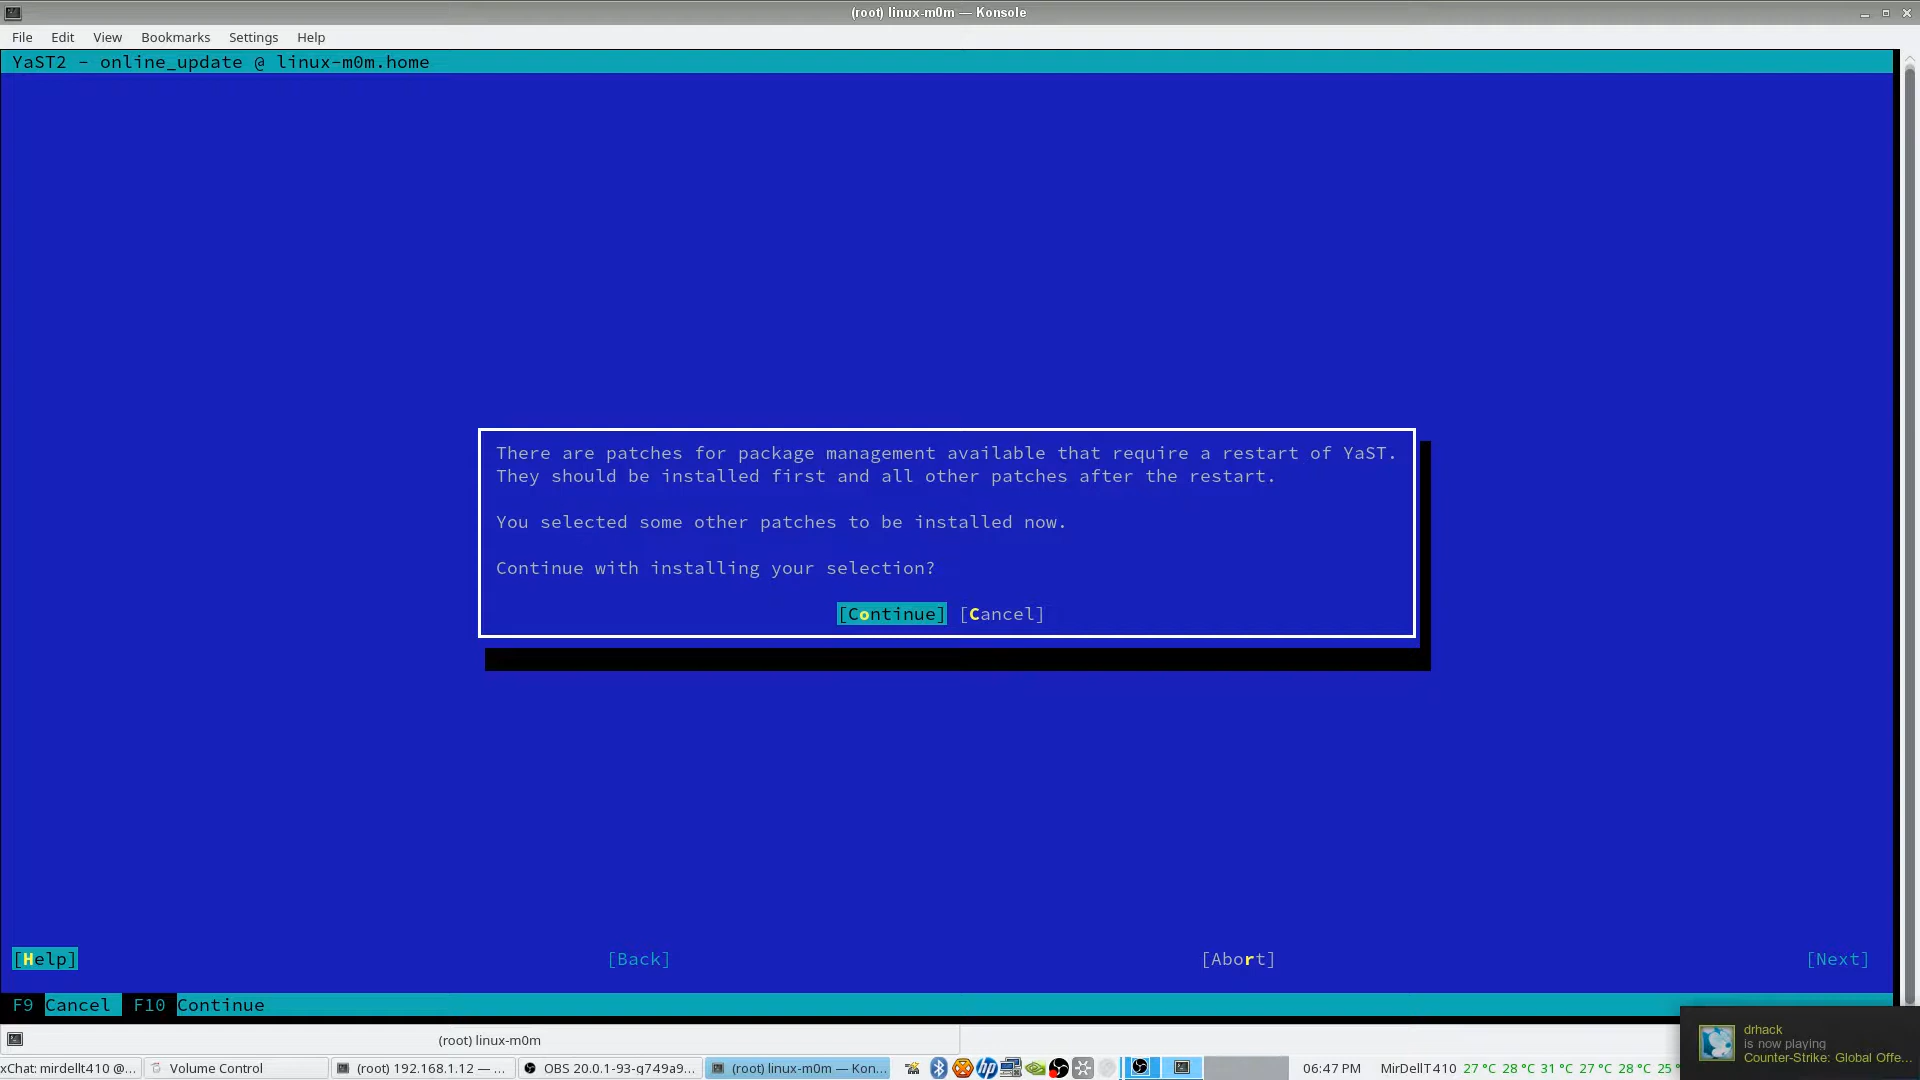 (root) linux-m0m — Konsole
File Edit View Bookmarks Settings Help
YaST2 - online_update @ linux-m0m.home
There are patches for package management available that require a restart of YaST.
They should be installed first and all other patches after the restart.
You selected some other patches to be installed now.
Continue with installing your selection?
[Continue] [Cancel]
[Help] [Back] [Abort] [Next]
F9 Cancel F10 Continue
(root) linux-m0m
drhack
is now playing
Counter-Strike: Global Offe...
xChat: mirdellt410 @... Volume Control (root) 192.168.1.12 — ... OBS 20.0.1-93-g749a9... (root) linux-m0m — Kon... 06:47 PM MirDellT410 27 °C 28 °C 31 °C 27 °C 28 °C 25 °